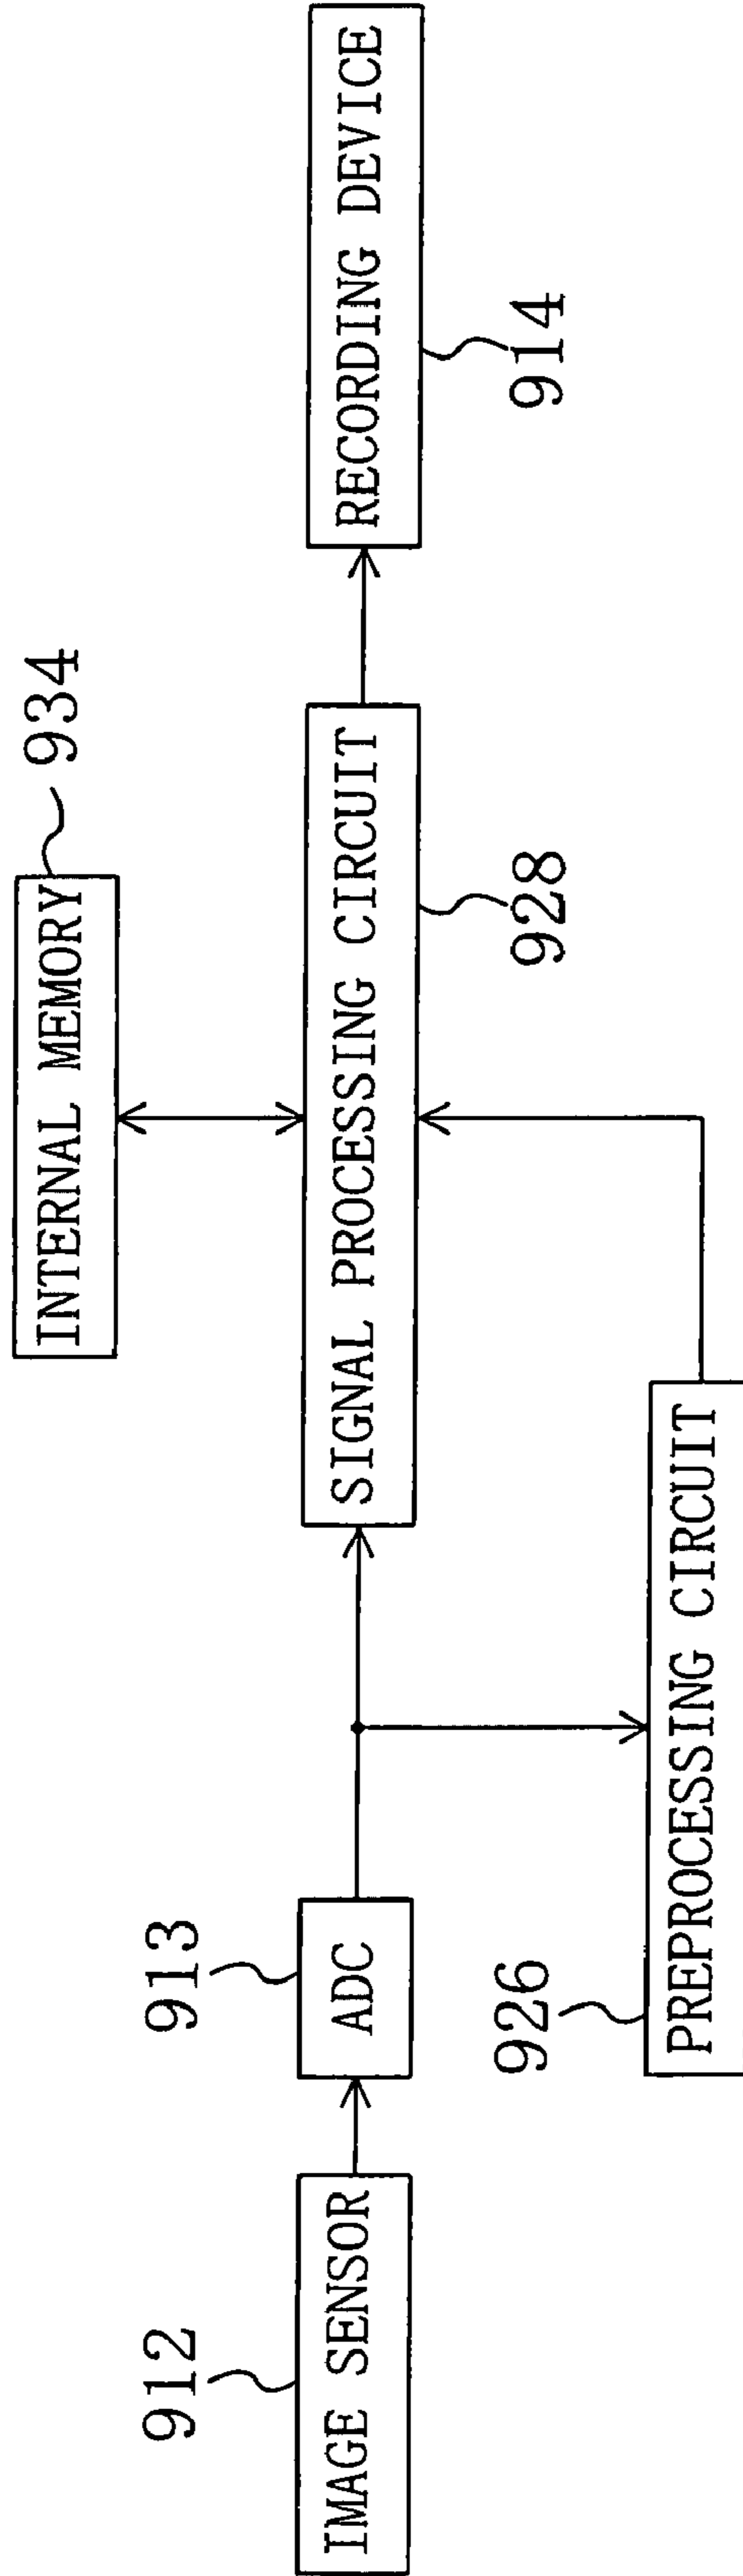 912
IMAGE SENSOR
913
ADC
926
PREPROCESSING CIRCUIT
INTERNAL MEMORY
934
SIGNAL PROCESSING CIRCUIT
928
RECORDING DEVICE
914